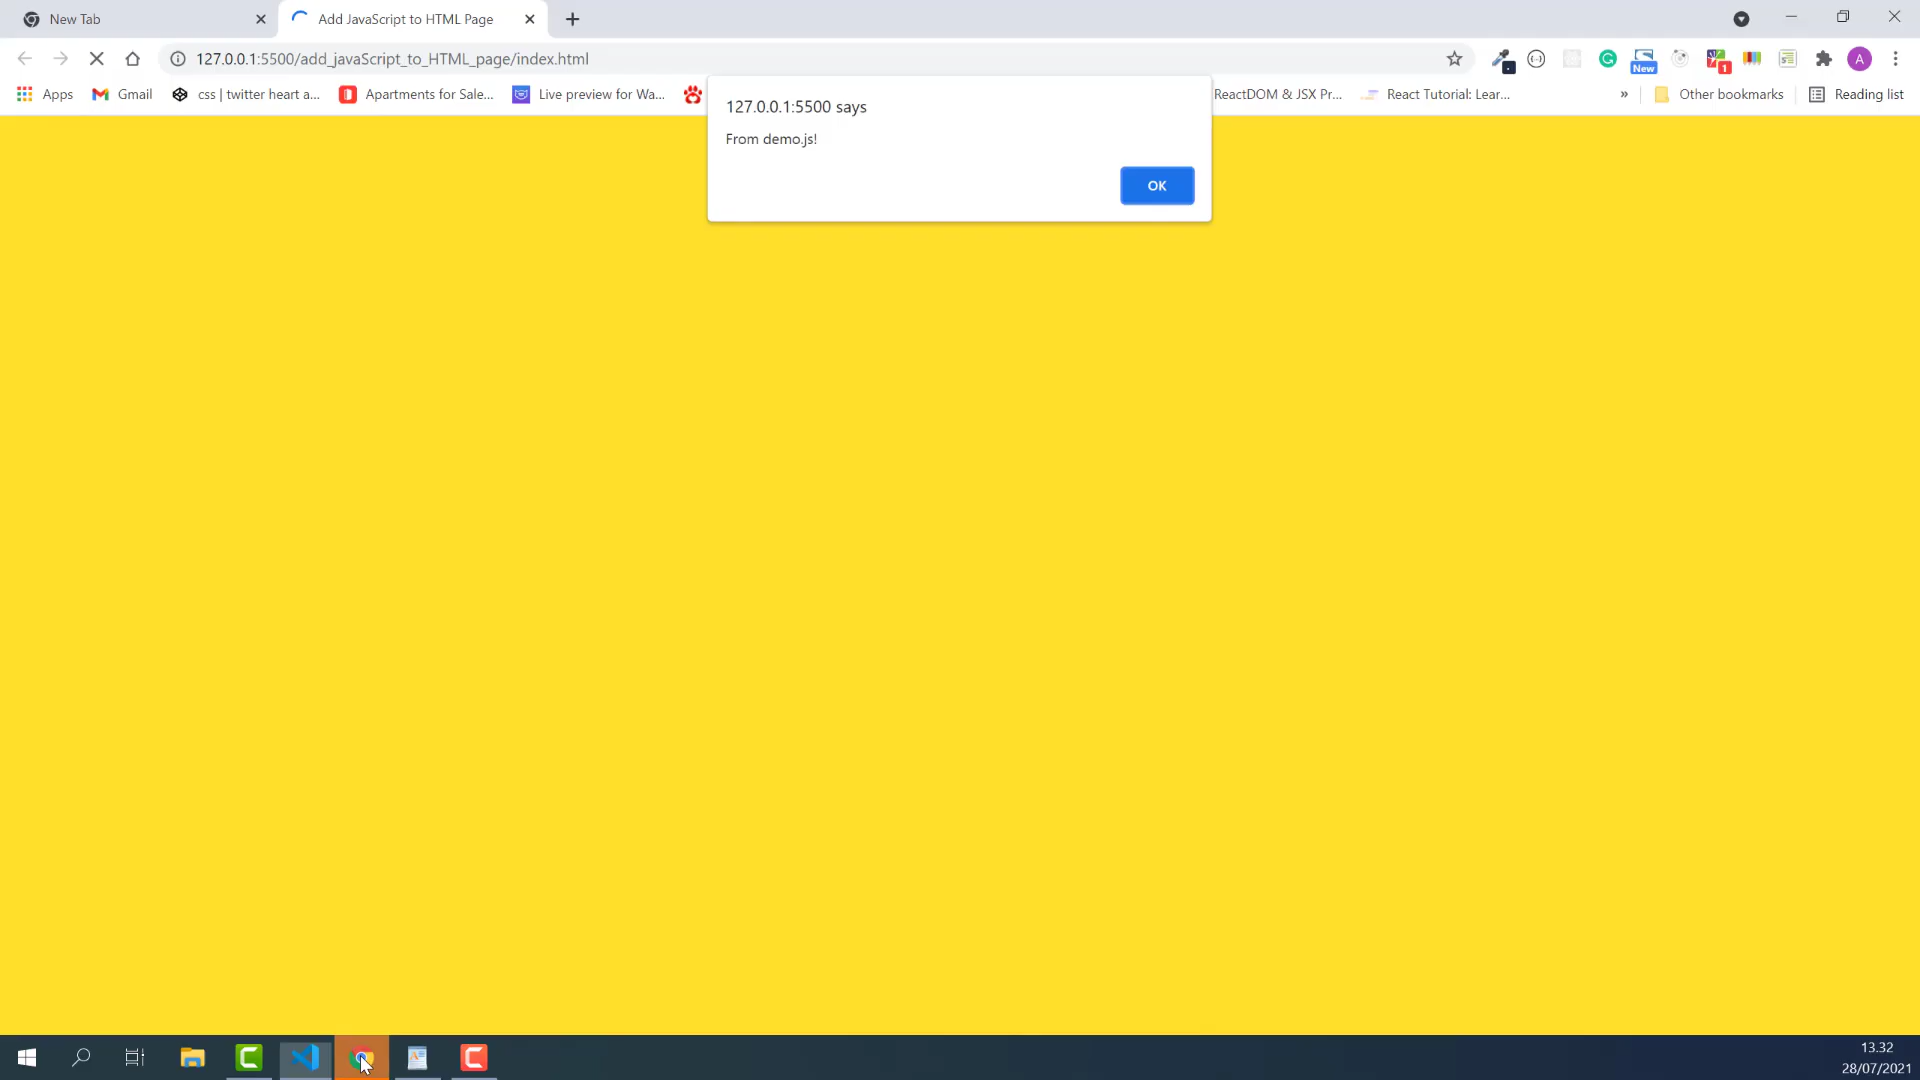 New Tab
Add JavaScript to HTML Page
127.0.0.1:5500/add_javaScript_to_HTML_page/index.html
New
1
A
Apps
Gmail
css | twitter heart a...
Apartments for Sale...
Live preview for Wa...
ReactDOM & JSX Pr...
React Tutorial: Lear...
»
Other bookmarks
Reading list
127.0.0.1:5500 says
From demo.js!
OK
13.32
28/07/2021